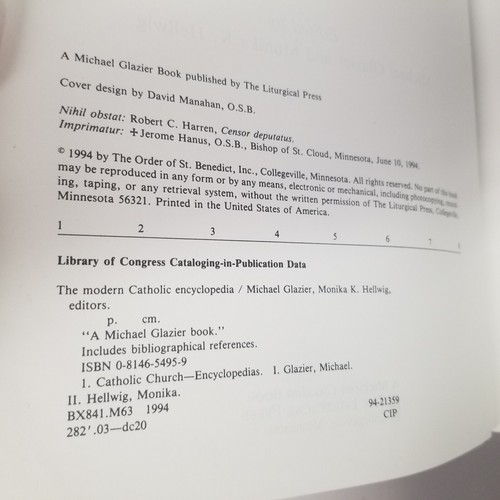 A Michael Glazier Book published by The Liturgical Press
Cover design by David Manahan, O.S.B.
Nihil obstat: Robert C. Harren, Censor deputatus.
Imprimatur: ✢Jerome Hanus, O.S.B., Bishop of St. Cloud, Minnesota, June 10, 1994.
© 1994 by The Order of St. Benedict, Inc., Collegeville, Minnesota. All rights reserved. No part of this book
may be reproduced in any form or by any means, electronic or mechanical, including photocopying, record-
ing, taping, or any retrieval system, without the written permission of The Liturgical Press, Collegeville,
Minnesota 56321. Printed in the United States of America.
1 2 3 4 5 6 7 8
Library of Congress Cataloging-in-Publication Data
The modern Catholic encyclopedia / Michael Glazier, Monika K. Hellwig,
editors.
p. cm.
"A Michael Glazier book."
Includes bibliographical references.
ISBN 0-8146-5495-9
1. Catholic Church—Encyclopedias. I. Glazier, Michael.
II. Hellwig, Monika.
BX841.M63 1994
282'.03—dc20
94-21359
CIP